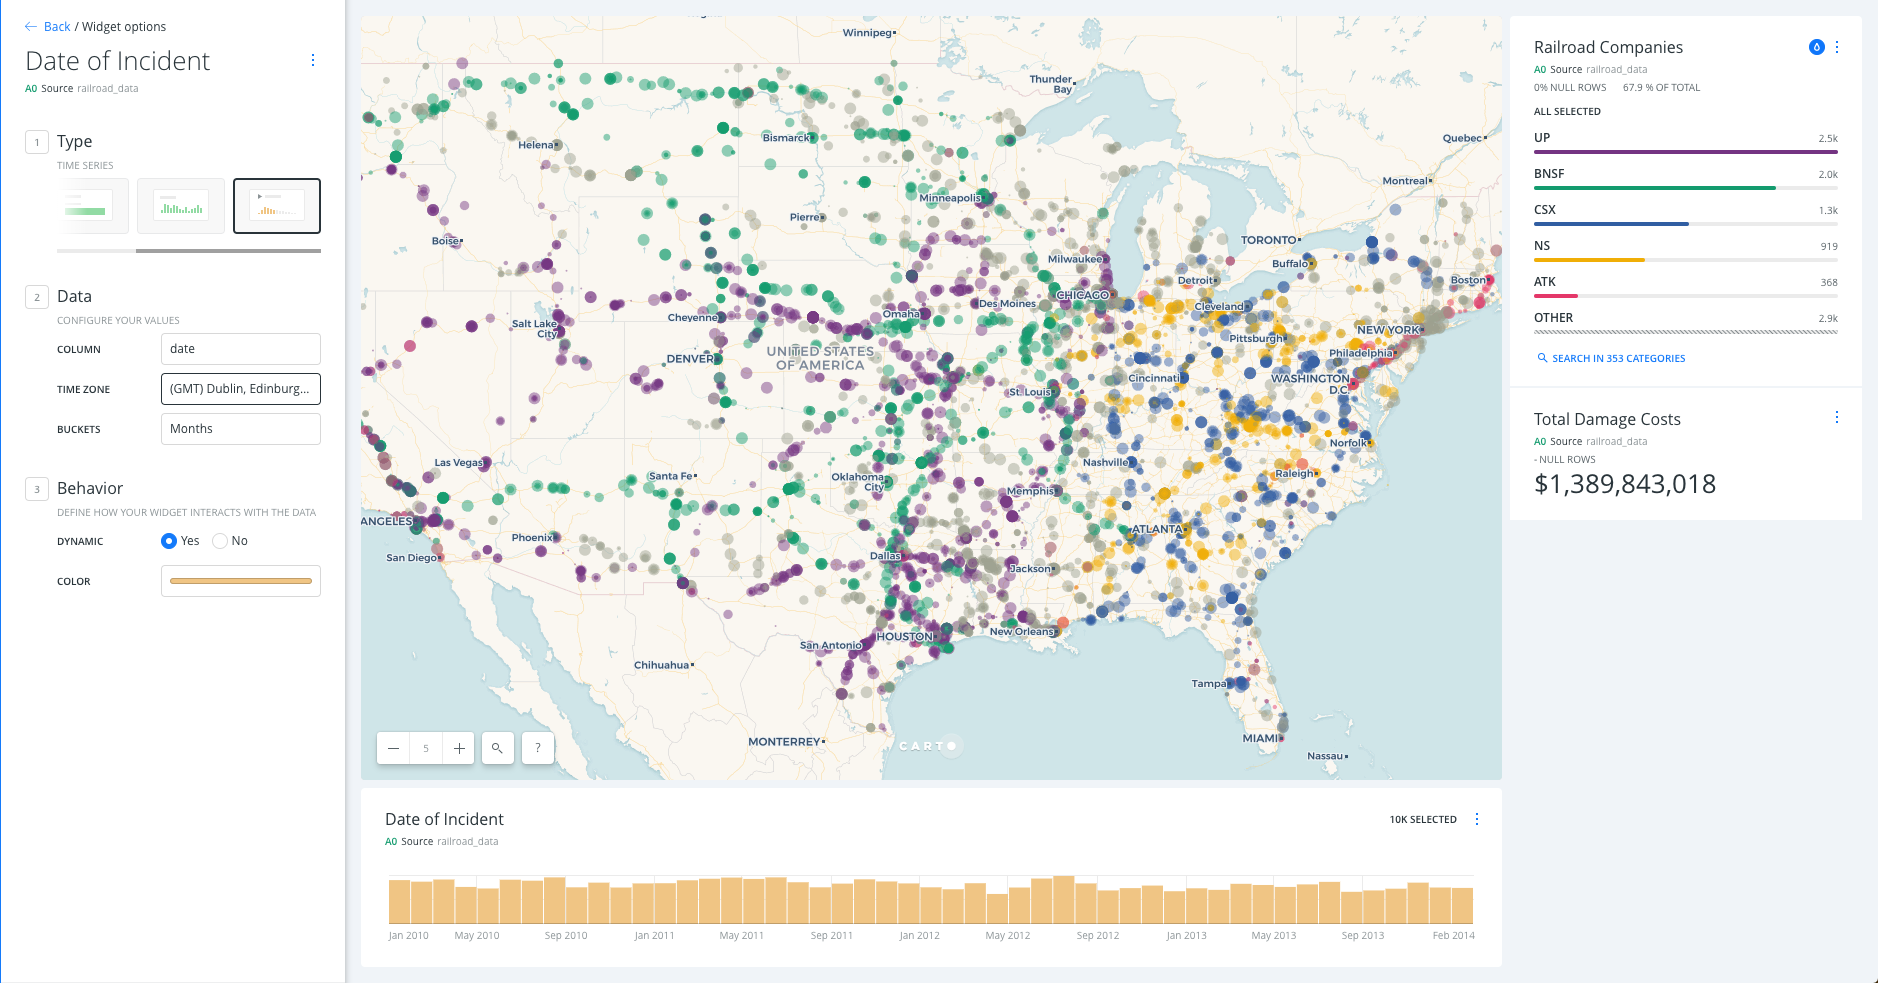 ← Back / Widget options
Date of Incident
A0 Source railroad_data
1 Type
TIME SERIES
2 Data
CONFIGURE YOUR VALUES
COLUMN date
TIME ZONE (GMT) Dublin, Edinburg...
BUCKETS Months
3 Behavior
DEFINE HOW YOUR WIDGET INTERACTS WITH THE DATA
DYNAMIC Yes No
COLOR
Winnipeg
Thunder
Bay
Quebec
Bismarck
Helena
Montreal
Minneapolis
Pierre
Boise
TORONTO
Milwaukee
Buffalo
Detroit
Boston
CHICAGO
Des Moines
Cleveland
Omaha
Cheyenne
Salt Lake
City
NEW YORK
Pittsburgh
UNITED STATES
OF AMERICA
DENVER
Philadelphia
Cincinnati
WASHINGTON
D.C.
St. Louis
Norfolk
Las Vegas
Nashville
Santa Fe
Oklahoma
City
Raleigh
Memphis
ANGELES
ATLANTA
Phoenix
San Diego
Dallas
Jackson
New Orleans
HOUSTON
San Antonio
Chihuahua
Tampa
MONTERREY
MIAMI
Nassau
5
?
CARTO
Date of Incident
10K SELECTED
A0 Source railroad_data
Jan 2010 May 2010 Sep 2010 Jan 2011 May 2011 Sep 2011 Jan 2012 May 2012 Sep 2012 Jan 2013 May 2013 Sep 2013 Feb 2014
Railroad Companies
A0 Source railroad_data
0% NULL ROWS 67.9 % OF TOTAL
ALL SELECTED
UP 2.5k
BNSF 2.0k
CSX 1.3k
NS 919
ATK 368
OTHER 2.9k
SEARCH IN 353 CATEGORIES
Total Damage Costs
A0 Source railroad_data
- NULL ROWS
$1,389,843,018